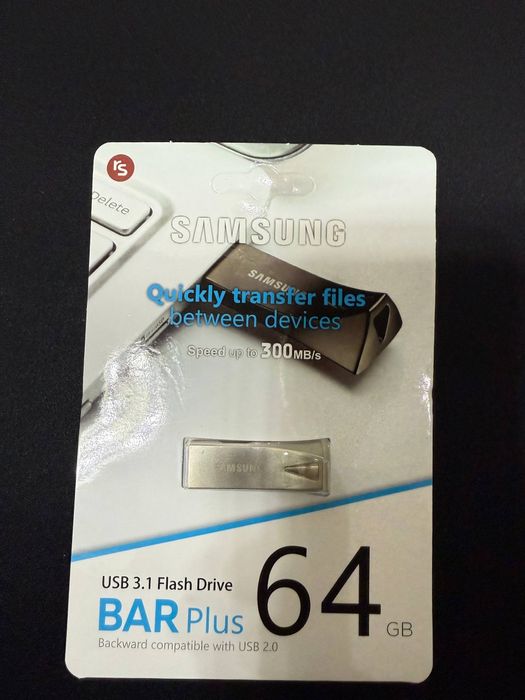 rs
Delete
SAMSUNG
SAMSUNG
Quickly transfer files
between devices
Speed up to 300MB/s
SAMSUNG
USB 3.1 Flash Drive
BAR Plus 64 GB
Backward compatible with USB 2.0